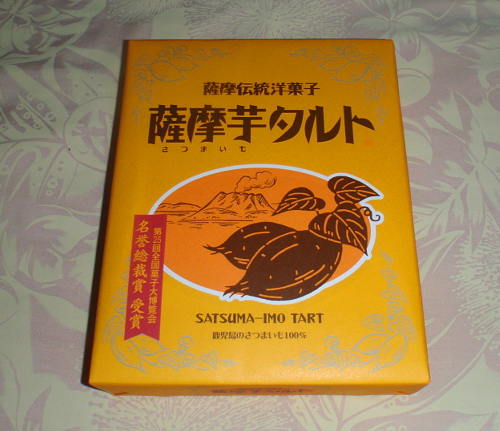 薩摩伝統洋菓子
薩摩芋タルト
さつまいも
第25回全国菓子大博覧会
名誉総裁賞 受賞
SATSUMA-IMO TART
鹿児島のさつまいも100%